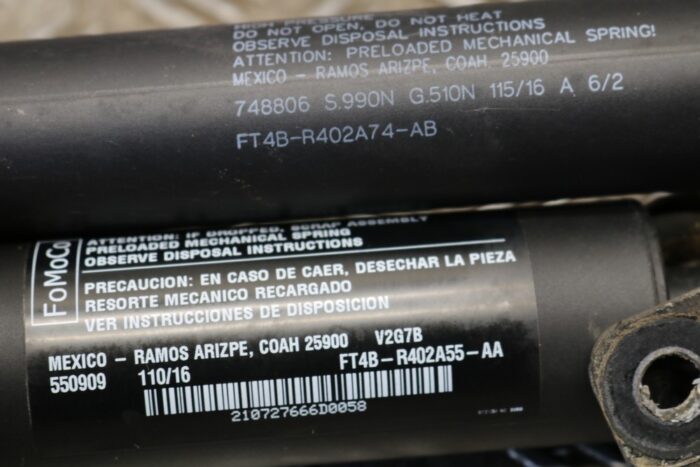 HIGH PRESSURE
DO NOT OPEN, DO NOT HEAT
OBSERVE DISPOSAL INSTRUCTIONS
ATTENTION: PRELOADED MECHANICAL SPRING!
MEXICO - RAMOS ARIZPE, COAH 25900
748806 S.990N G.510N 115/16 A 6/2
FT4B-R402A74-AB
FoMoCo
ATTENTION: IF DROPPED, SCRAP ASSEMBLY
PRELOADED MECHANICAL SPRING
OBSERVE DISPOSAL INSTRUCTIONS
PRECAUCION: EN CASO DE CAER, DESECHAR LA PIEZA
RESORTE MECANICO RECARGADO
VER INSTRUCCIONES DE DISPOSICION
MEXICO - RAMOS ARIZPE, COAH 25900 V2G7B
550909 110/16 FT4B-R402A55-AA
210727666D0058